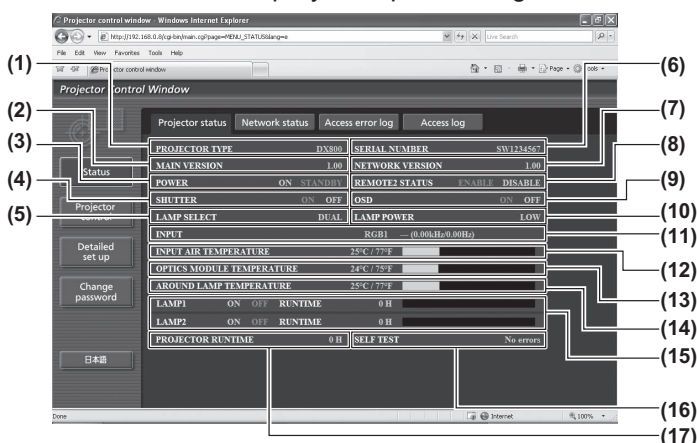 Projector control window - Windows Internet Explorer
http://192.168.0.8/cgi-bin/main.cgi?page=MENU_STATUS&lang=e
Live Search
File Edit View Favorites Tools Help
control window
Page
Projector Control Window
Projector status Network status Access error log Access log
Status
Projector control
Detailed set up
Change password
日本語
PROJECTOR TYPE DX800 SERIAL NUMBER SW1234567
MAIN VERSION 1.00 NETWORK VERSION 1.00
POWER ON STANDBY REMOTE2 STATUS ENABLE DISABLE
SHUTTER ON OFF OSD ON OFF
LAMP SELECT DUAL LAMP POWER LOW
INPUT RGB1 — (0.00kHz/0.00Hz)
INPUT AIR TEMPERATURE 25°C / 77°F
OPTICS MODULE TEMPERATURE 24°C / 75°F
AROUND LAMP TEMPERATURE 25°C / 77°F
LAMP1 ON OFF RUNTIME 0 H
LAMP2 ON OFF RUNTIME 0 H
PROJECTOR RUNTIME 0 H SELF TEST No errors
Done Internet 100%
(1)
(2)
(3)
(4)
(5)
(6)
(7)
(8)
(9)
(10)
(11)
(12)
(13)
(14)
(15)
(16)
(17)